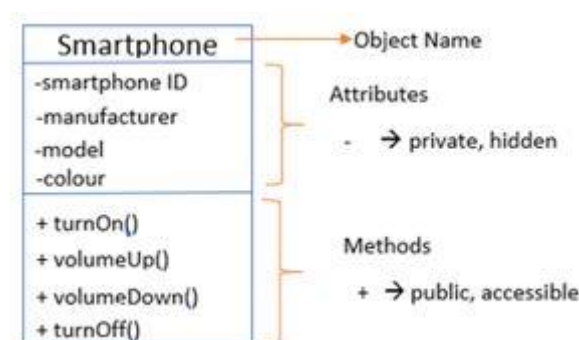 Smartphone
Object Name
-smartphone ID
-manufacturer
-model
-colour
Attributes
- → private, hidden
+ turnOn()
+ volumeUp()
+ volumeDown()
+ turnOff()
Methods
+ → public, accessible